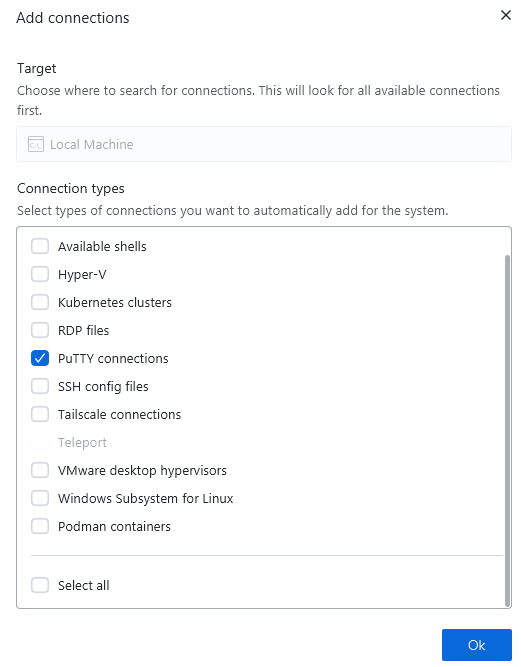 Add connections
Target
Choose where to search for connections. This will look for all available connections
first.
C:\.
Local Machine
Connection types
Select types of connections you want to automatically add for the system.
Available shells
Hyper-V
Kubernetes clusters
RDP files
PuTTY connections
SSH config files
Tailscale connections
Teleport
VMware desktop hypervisors
Windows Subsystem for Linux
Podman containers
Select all
Ok